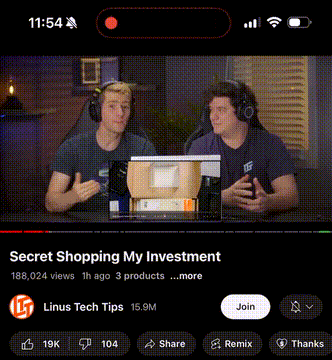 11:54
Secret Shopping My Investment
188,024 views 1h ago 3 products ...more
Linus Tech Tips 15.9M Join
19K 104 Share Remix Thanks